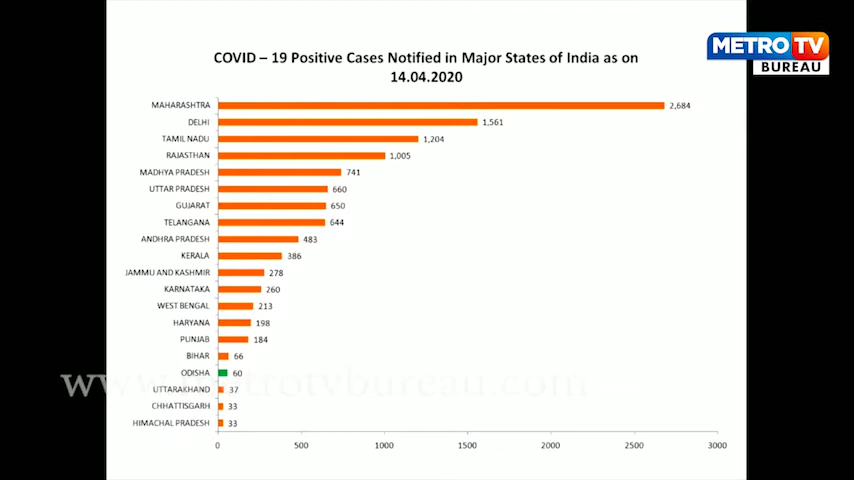 METRO TV
BUREAU
COVID – 19 Positive Cases Notified in Major States of India as on
14.04.2020
MAHARASHTRA 2,684
DELHI 1,561
TAMIL NADU 1,204
RAJASTHAN 1,005
MADHYA PRADESH 741
UTTAR PRADESH 660
GUJARAT 650
TELANGANA 644
ANDHRA PRADESH 483
KERALA 386
JAMMU AND KASHMIR 278
KARNATAKA 260
WEST BENGAL 213
HARYANA 198
PUNJAB 184
BIHAR 66
ODISHA 60
www.metrotvbureau.com
UTTARAKHAND 37
CHHATTISGARH 33
HIMACHAL PRADESH 33
0 500 1000 1500 2000 2500 3000